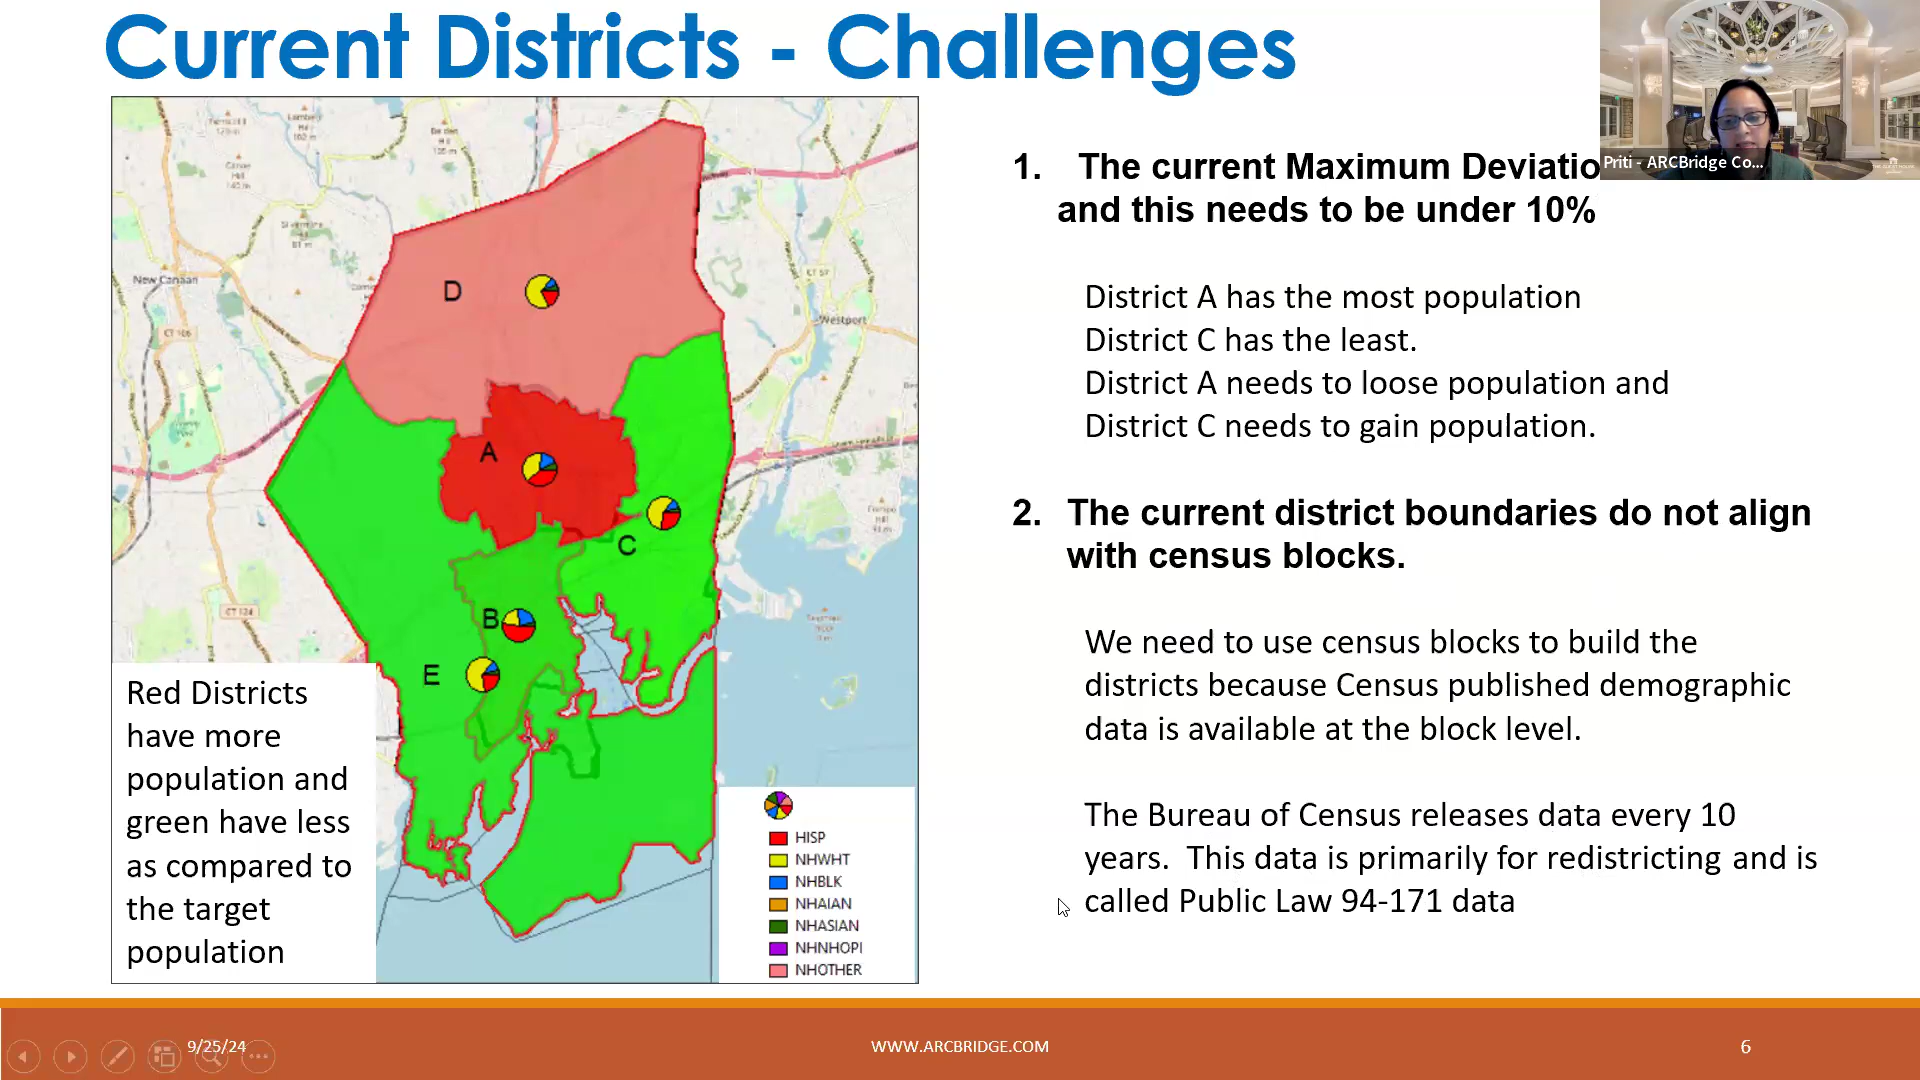 Current Districts - Challenges
Priti - ARCBridge Co...
1. The current Maximum Deviatio
and this needs to be under 10%
District A has the most population
District C has the least.
District A needs to loose population and
District C needs to gain population.
2. The current district boundaries do not align
with census blocks.
We need to use census blocks to build the
districts because Census published demographic
data is available at the block level.
The Bureau of Census releases data every 10
years. This data is primarily for redistricting and is
called Public Law 94-171 data
New Canaan
CT 106
CT 124
CT 57
Westport
D
A
C
B
E
Red Districts
have more
population and
green have less
as compared to
the target
population
HISP
NHWHT
NHBLK
NHAIAN
NHASIAN
NHNHOPI
NHOTHER
9/25/24
WWW.ARCBRIDGE.COM
6